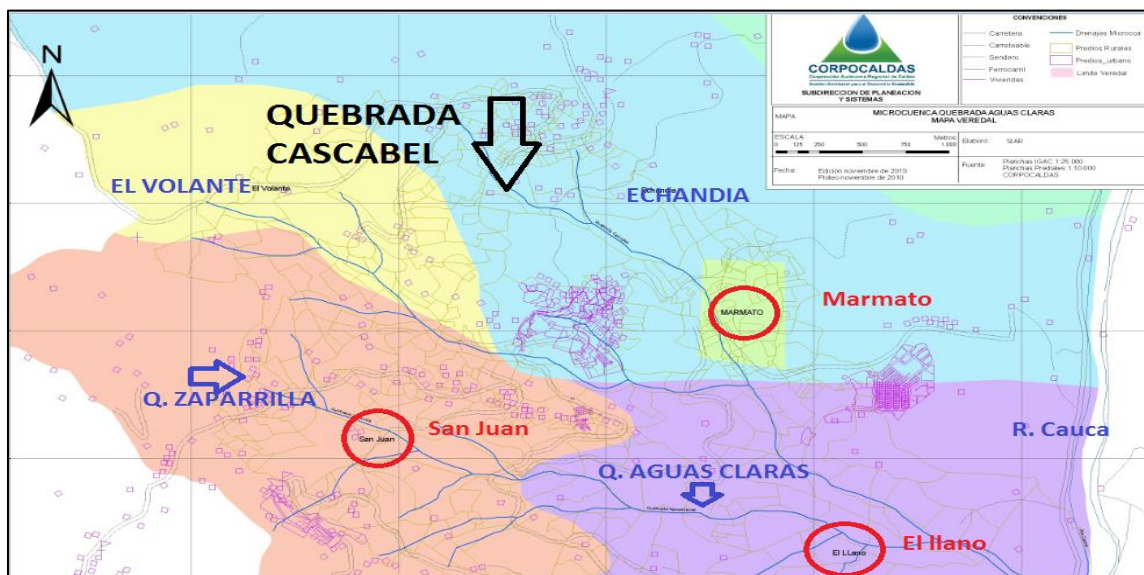 N
QUEBRADA
CASCABEL
EL VOLANTE
El Volante
ECHANDIA
Echandia
Marmato
MARMATO
Q. ZAPARRILLA
San Juan
San Juan
R. Cauca
Q. AGUAS CLARAS
El llano
El LLano
CORPOCALDAS
Corporación Autónoma Regional de Caldas
SUBDIRECCION DE PLANEACION
Y SISTEMAS
CONVENCIONES
Carretera
Carreteable
Sendero
Ferrocarril
Viviendas
Drenajes Microcca
Predios Rurales
Predios_urbano
Limite Veredal
MAPA:
MICROCUENCA QUEBRADA AGUAS CLARAS
MAPA VEREDAL
ESCALA
Metros
0 125 250 500 750 1.000
Elaboro: SIAR
Fecha: Edición noviembre de 2010
Ploteo noviembre de 2010
Fuente: Planchas IGAC 1:25.000
Planchas Prediales 1:10.000
CORPOCALDAS